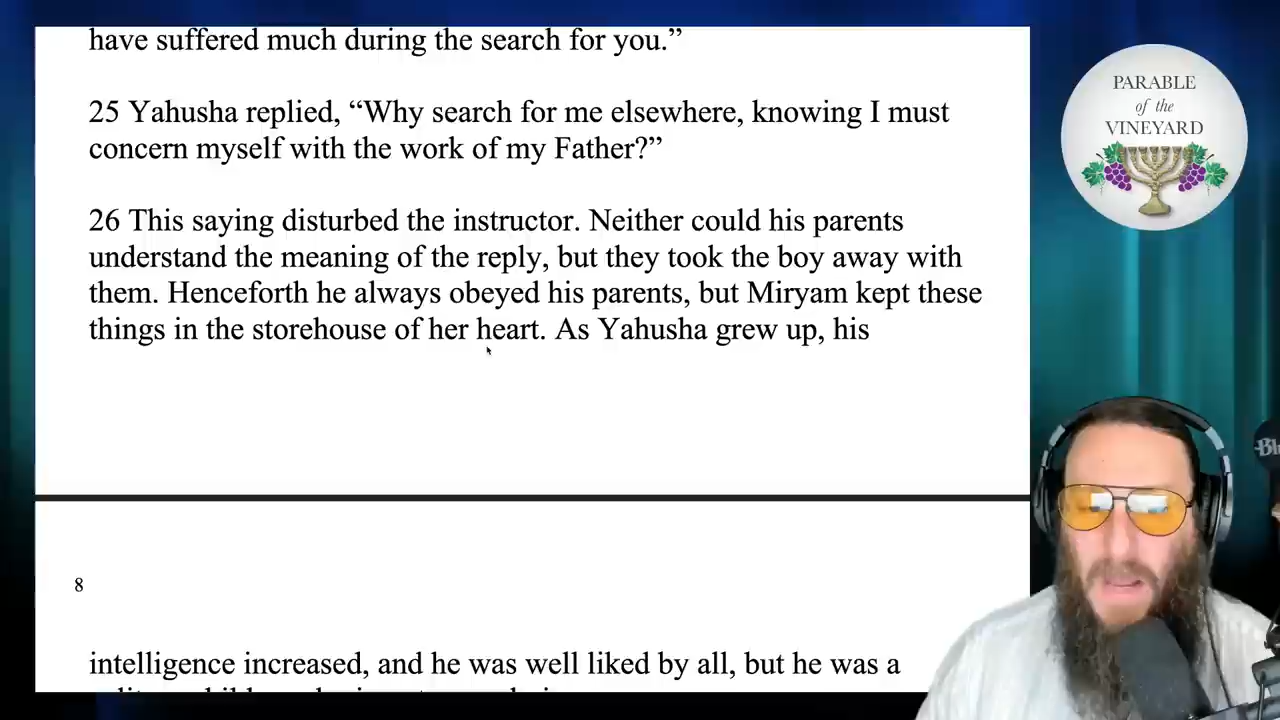 have suffered much during the search for you.”
25 Yahusha replied, “Why search for me elsewhere, knowing I must
concern myself with the work of my Father?”
26 This saying disturbed the instructor. Neither could his parents
understand the meaning of the reply, but they took the boy away with
them. Henceforth he always obeyed his parents, but Miryam kept these
things in the storehouse of her heart. As Yahusha grew up, his
8
intelligence increased, and he was well liked by all, but he was a
PARABLE
of the
VINEYARD